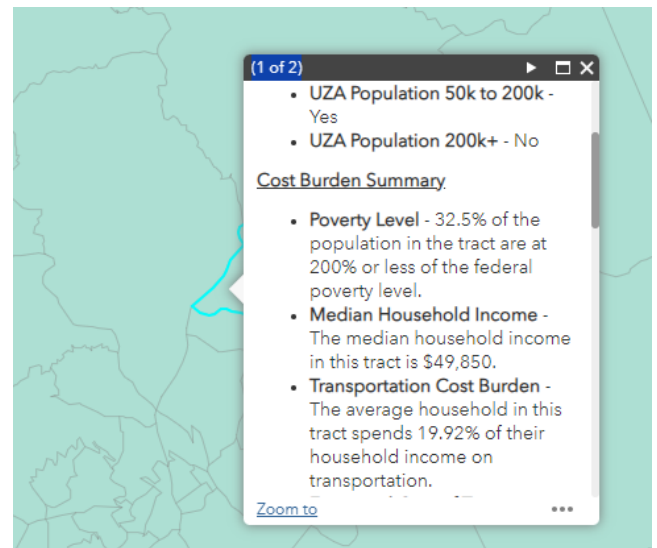 (1 of 2)
• UZA Population 50k to 200k -
Yes
• UZA Population 200k+ - No
Cost Burden Summary
• Poverty Level - 32.5% of the
population in the tract are at
200% or less of the federal
poverty level.
• Median Household Income -
The median household income
in this tract is $49,850.
• Transportation Cost Burden -
The average household in this
tract spends 19.92% of their
household income on
transportation.
Zoom to